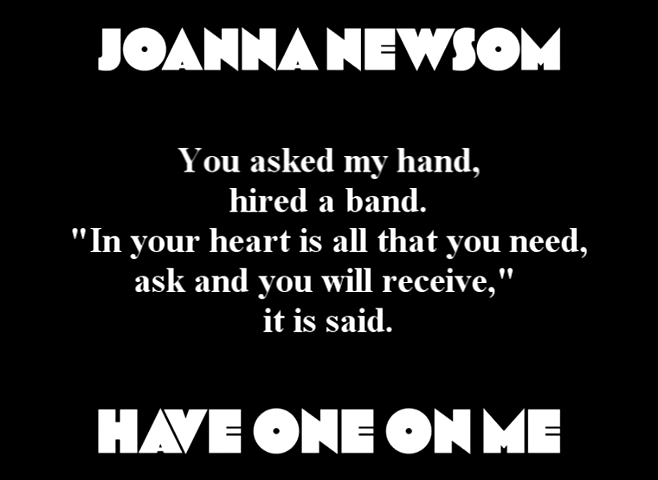 JOANNA NEWSOM
You asked my hand,
hired a band.
"In your heart is all that you need,
ask and you will receive,"
it is said.
HAVE ONE ON ME